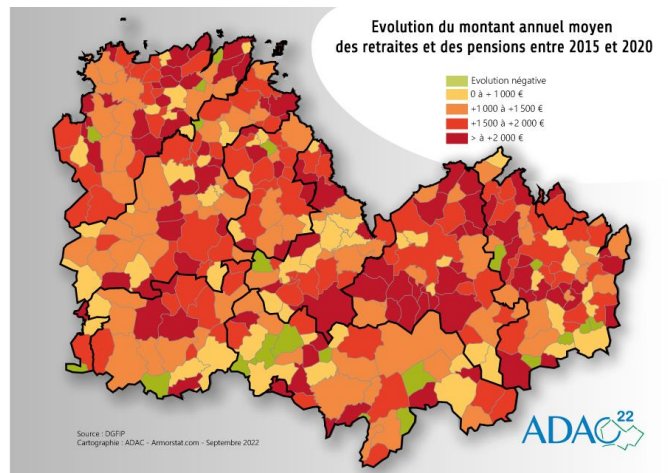 Evolution du montant annuel moyen
des retraites et des pensions entre 2015 et 2020
Evolution négative
0 à + 1 000 €
+1 000 à +1 500 €
+1 500 à +2 000 €
> à +2 000 €
Source : DGFIP
Cartographie : ADAC - Armorstat.com - Septembre 2022
ADAC 22